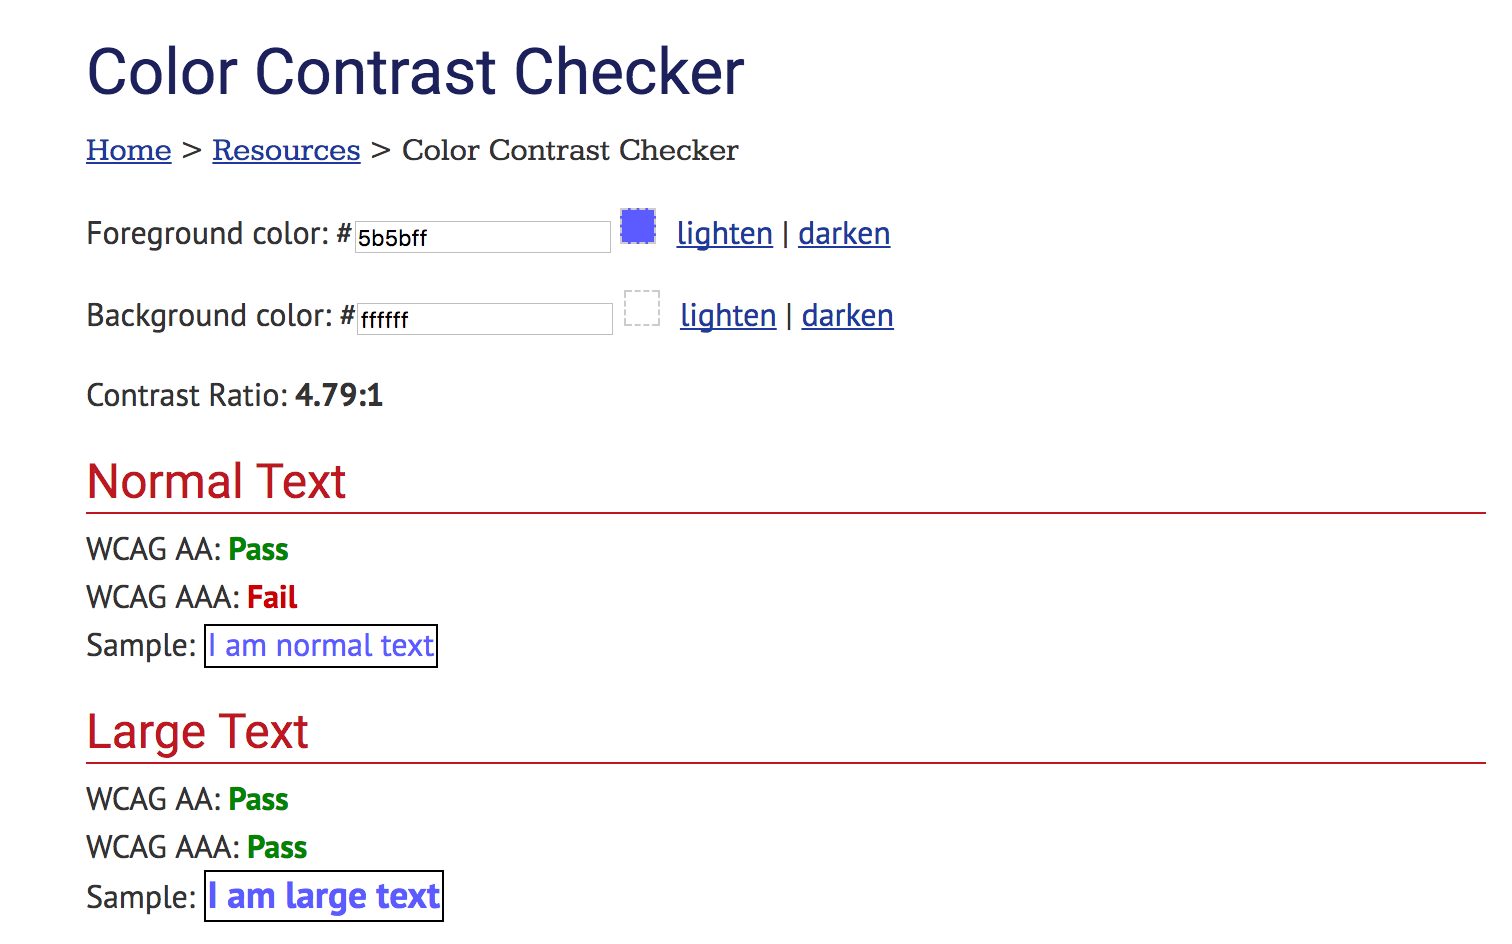 Color Contrast Checker
Home > Resources > Color Contrast Checker
Foreground color: #5b5bff lighten | darken
Background color: #ffffff lighten | darken
Contrast Ratio: 4.79:1
Normal Text
WCAG AA: Pass
WCAG AAA: Fail
Sample: I am normal text
Large Text
WCAG AA: Pass
WCAG AAA: Pass
Sample: I am large text